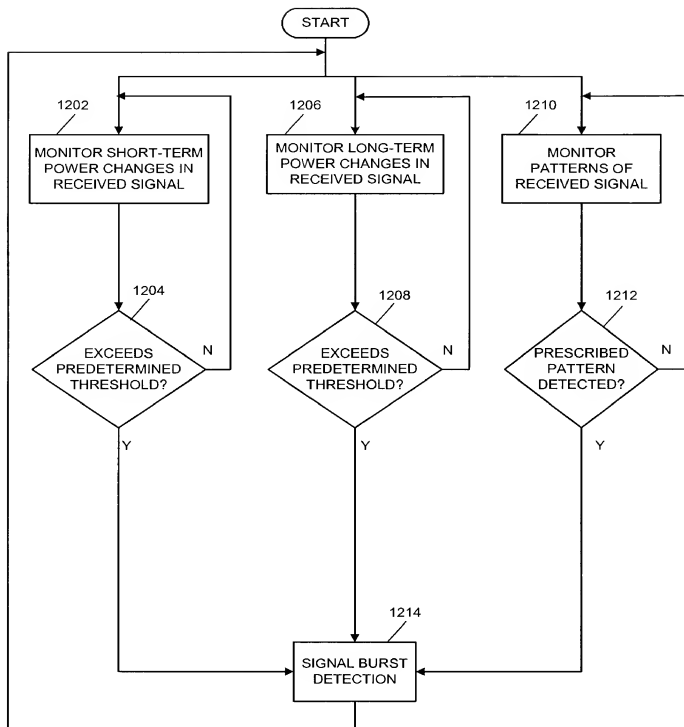 START
1202
1206
1210
MONITOR SHORT-TERM
POWER CHANGES IN
RECEIVED SIGNAL
MONITOR LONG-TERM
POWER CHANGES IN
RECEIVED SIGNAL
MONITOR
PATTERNS OF
RECEIVED SIGNAL
1204
1208
1212
EXCEEDS
PREDETERMINED
THRESHOLD?
N
EXCEEDS
PREDETERMINED
THRESHOLD?
N
PRESCRIBED
PATTERN
DETECTED?
N
Y
Y
Y
1214
SIGNAL BURST
DETECTION